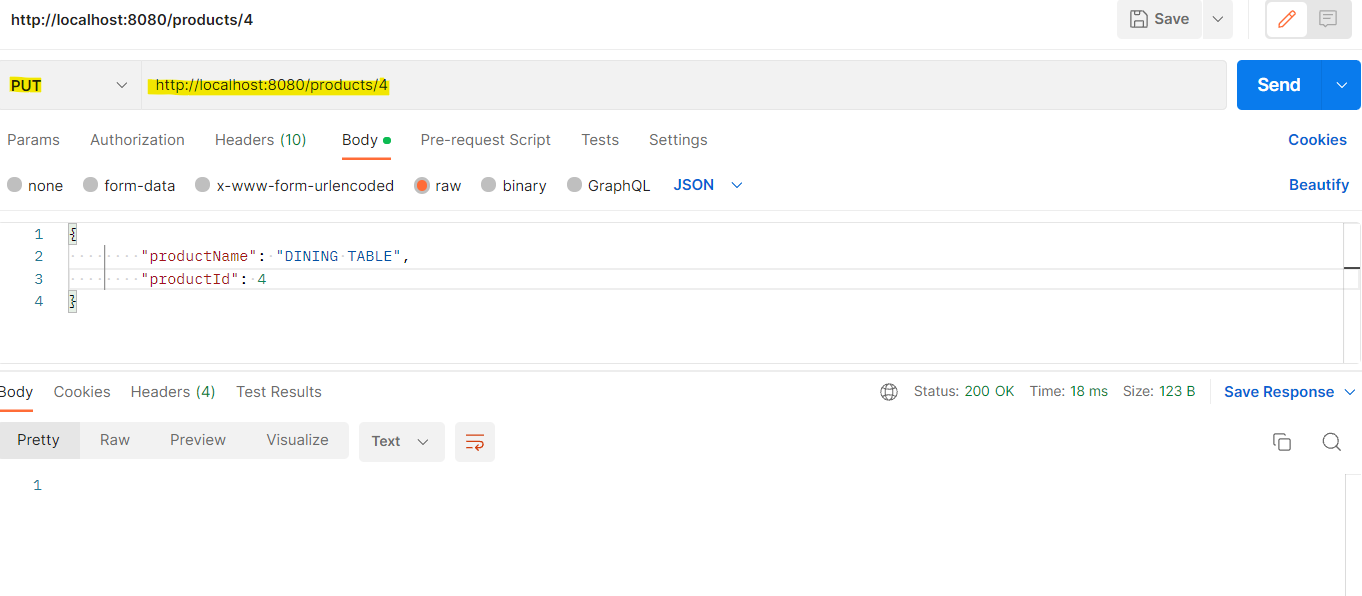 http://localhost:8080/products/4 Save
PUT http://localhost:8080/products/4 Send
Params Authorization Headers (10) Body Pre-request Script Tests Settings Cookies
none form-data x-www-form-urlencoded raw binary GraphQL JSON Beautify
1 {
2 "productName": "DINING TABLE",
3 "productId": 4
4 }
Body Cookies Headers (4) Test Results Status: 200 OK Time: 18 ms Size: 123 B Save Response
Pretty Raw Preview Visualize Text
1